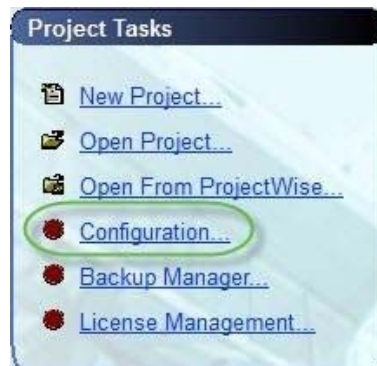 Project Tasks
New Project...
Open Project...
Open From ProjectWise...
Configuration...
Backup Manager...
License Management...